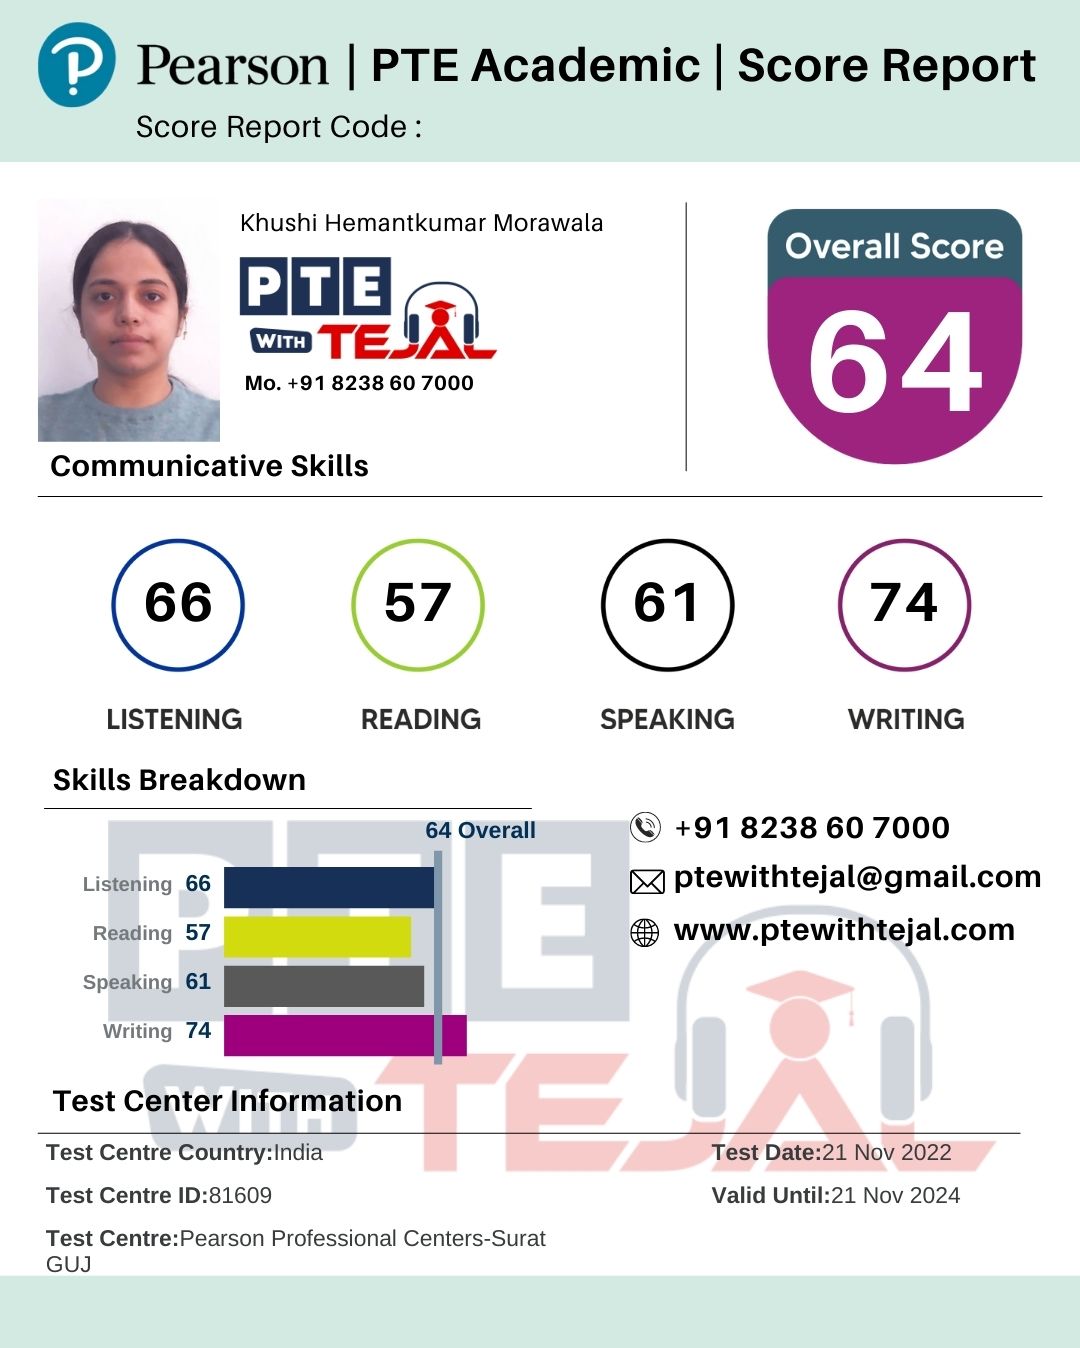 Pearson | PTE Academic | Score Report
Score Report Code :
Khushi Hemantkumar Morawala
PTE
WITH TEJAL
Mo. +91 8238 60 7000
Overall Score
64
Communicative Skills
66 57 61 74
LISTENING READING SPEAKING WRITING
Skills Breakdown
64 Overall
Listening 66
Reading 57
Speaking 61
Writing 74
+91 8238 60 7000
ptewithtejal@gmail.com
www.ptewithtejal.com
PTE
WITH TEJAL
Test Center Information
Test Centre Country:India
Test Date:21 Nov 2022
Test Centre ID:81609
Valid Until:21 Nov 2024
Test Centre:Pearson Professional Centers-Surat
GUJ